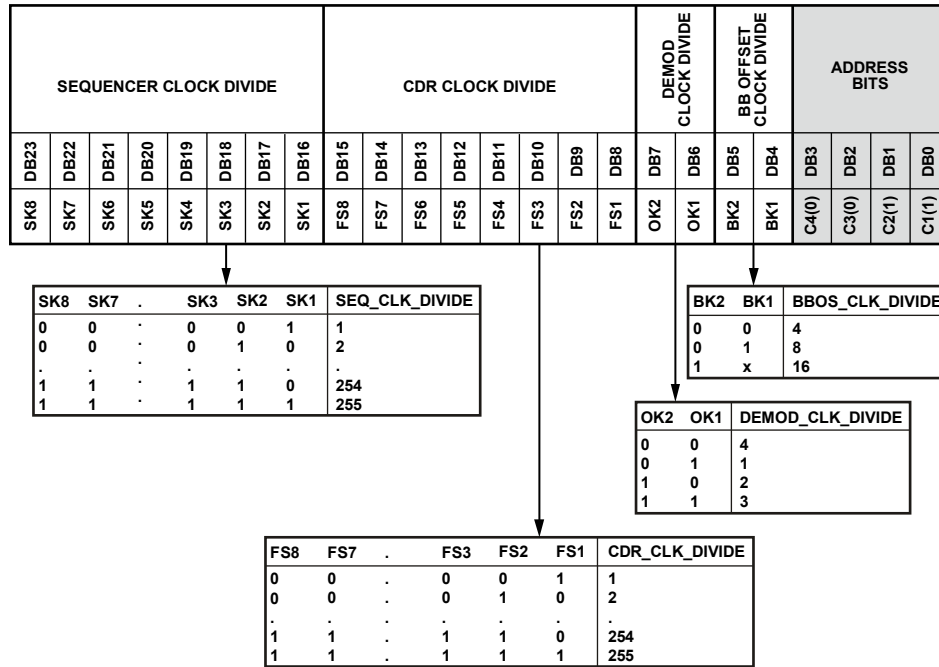 SEQUENCER CLOCK DIVIDE
CDR CLOCK DIVIDE
DEMOD
CLOCK DIVIDE
BB OFFSET
CLOCK DIVIDE
ADDRESS
BITS
DB23 DB22 DB21 DB20 DB19 DB18 DB17 DB16 DB15 DB14 DB13 DB12 DB11 DB10 DB9 DB8 DB7 DB6 DB5 DB4 DB3 DB2 DB1 DB0
SK8 SK7 SK6 SK5 SK4 SK3 SK2 SK1 FS8 FS7 FS6 FS5 FS4 FS3 FS2 FS1 OK2 OK1 BK2 BK1 C4(0) C3(0) C2(1) C1(1)
SK8 SK7 . SK3 SK2 SK1 SEQ_CLK_DIVIDE
0 0 . 0 0 1 1
0 0 . 0 1 0 2
. . . . . . .
1 1 . 1 1 0 254
1 1 . 1 1 1 255
BK2 BK1 BBOS_CLK_DIVIDE
0 0 4
0 1 8
1 x 16
OK2 OK1 DEMOD_CLK_DIVIDE
0 0 4
0 1 1
1 0 2
1 1 3
FS8 FS7 . FS3 FS2 FS1 CDR_CLK_DIVIDE
0 0 . 0 0 1 1
0 0 . 0 1 0 2
. . . . . . .
1 1 . 1 1 0 254
1 1 . 1 1 1 255